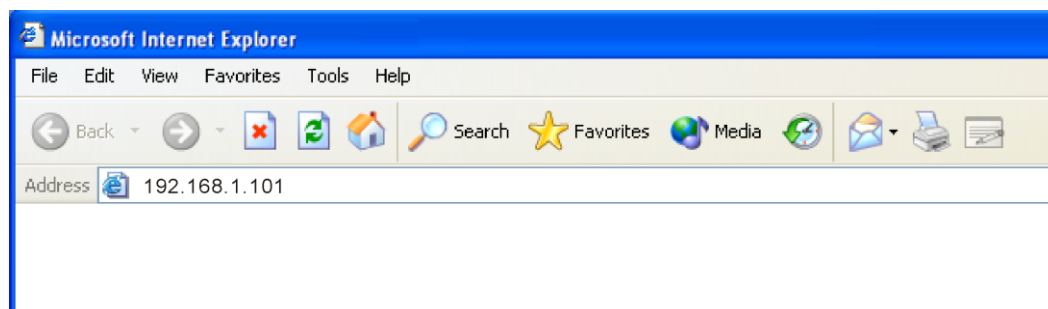 Microsoft Internet Explorer
File Edit View Favorites Tools Help
Back Search Favorites Media
Address 192.168.1.101